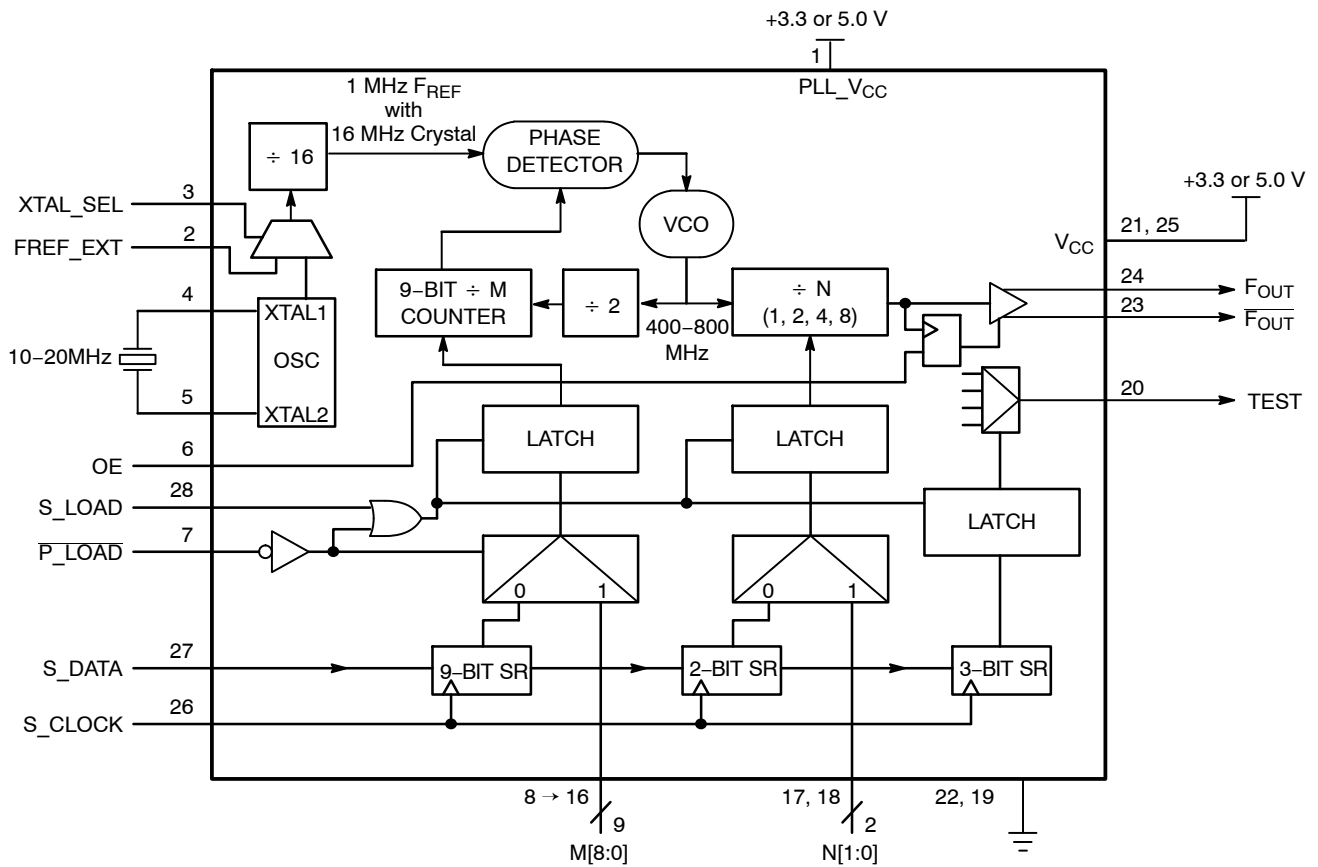 +3.3 or 5.0 V
1
PLL_VCC
1 MHz FREF
with
16 MHz Crystal
÷ 16
PHASE
DETECTOR
+3.3 or 5.0 V
XTAL_SEL
3
VCO
21, 25
VCC
FREF_EXT
2
9−BIT ÷ M
COUNTER
÷ 2
400−800
MHz
÷ N
(1, 2, 4, 8)
24
FOUT
23
FOUT
4
XTAL1
10−20MHz
OSC
5
XTAL2
20
TEST
LATCH
LATCH
OE
6
S_LOAD
28
LATCH
P_LOAD
7
0
1
0
1
S_DATA
27
9−BIT SR
2−BIT SR
3−BIT SR
S_CLOCK
26
8 → 16
9
M[8:0]
17, 18
2
N[1:0]
22, 19